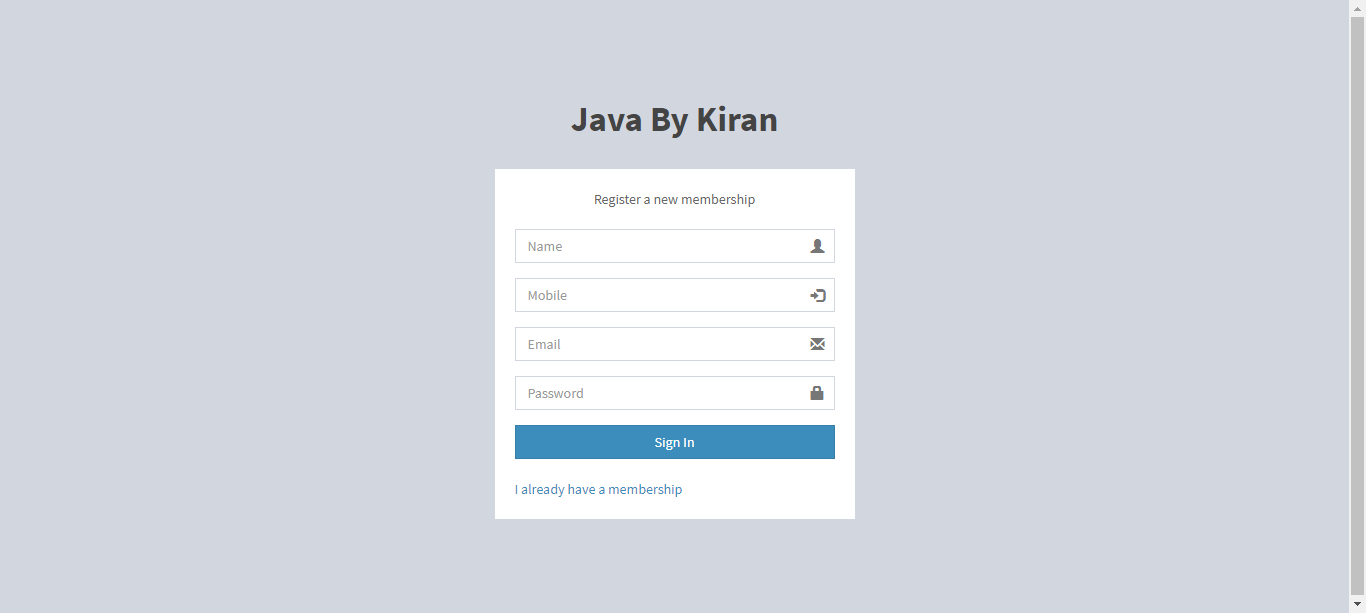 Java By Kiran
Register a new membership
Name
Mobile
Email
Password
Sign In
I already have a membership